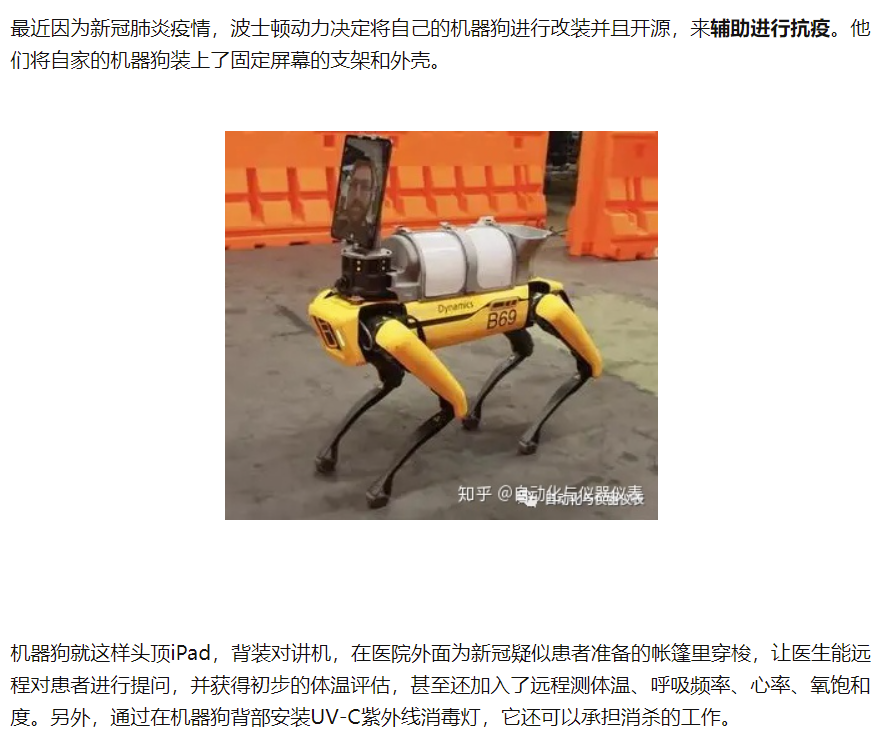 最近因为新冠肺炎疫情，波士顿动力决定将自己的机器狗进行改装并且开源，来辅助进行抗疫。他
们将自家的机器狗装上了固定屏幕的支架和外壳。
Dynamics
B69
知乎 @自动化与仪器仪表
自动化与仪器仪表
机器狗就这样头顶iPad，背装对讲机，在医院外面为新冠疑似患者准备的帐篷里穿梭，让医生能远
程对患者进行提问，并获得初步的体温评估，甚至还加入了远程测体温、呼吸频率、心率、氧饱和
度。另外，通过在机器狗背部安装UV-C紫外线消毒灯，它还可以承担消杀的工作。